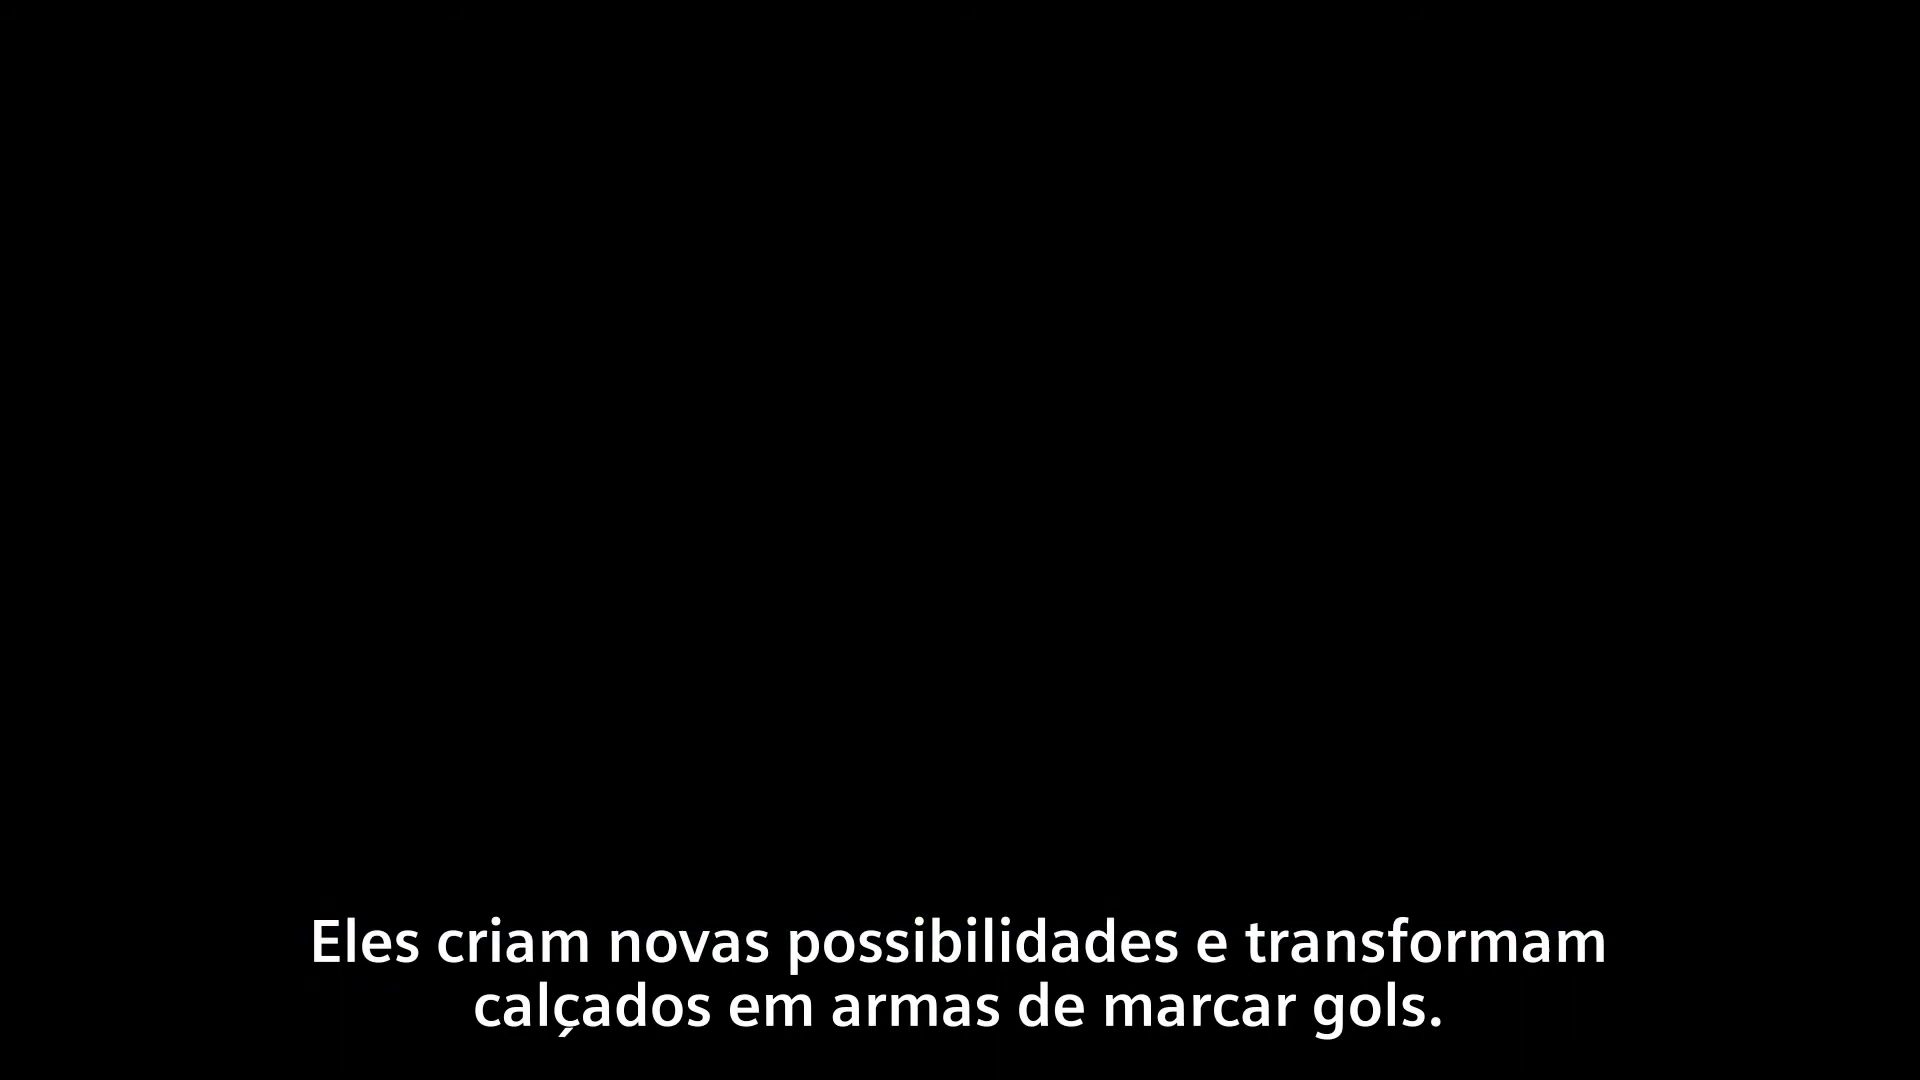 Eles criam novas possibilidades e transformam
calçados em armas de marcar gols.